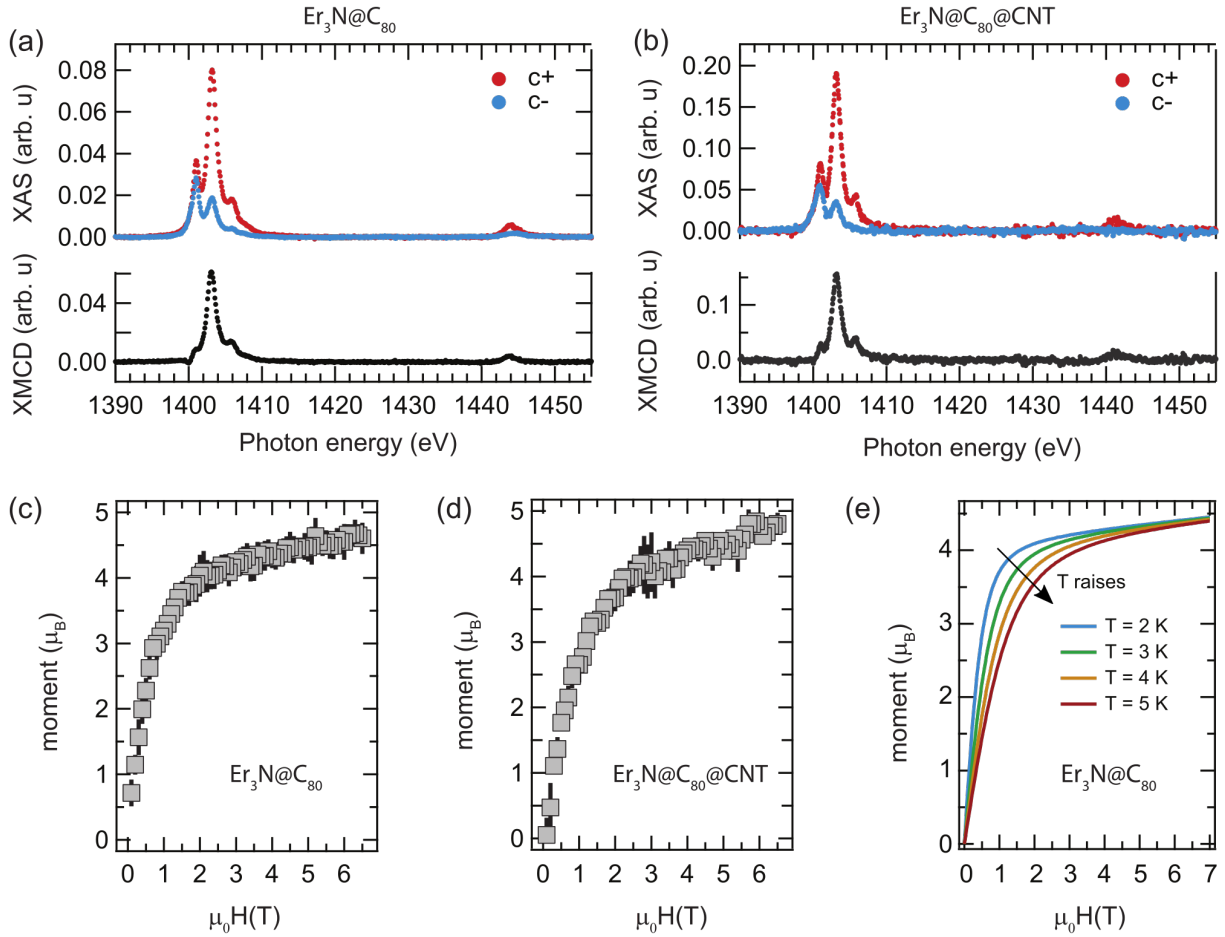 Er₃N@C₈₀
Er₃N@C₈₀@CNT
(a)
XAS (arb. u)
0.08
0.06
0.04
0.02
0.00
c+
c-
XMCD (arb. u)
0.04
0.00
1390 1400 1410 1420 1430 1440 1450
Photon energy (eV)
(b)
XAS (arb. u)
0.20
0.15
0.10
0.05
0.00
c+
c-
XMCD (arb. u)
0.1
0.0
1390 1400 1410 1420 1430 1440 1450
Photon energy (eV)
(c)
moment (μB)
5
4
3
2
1
0
Er₃N@C₈₀
0 1 2 3 4 5 6
μ₀H(T)
(d)
moment (μB)
5
4
3
2
1
0
Er₃N@C₈₀@CNT
0 1 2 3 4 5 6
μ₀H(T)
(e)
moment (μB)
4
3
2
1
0
T raises
T = 2 K
T = 3 K
T = 4 K
T = 5 K
Er₃N@C₈₀
0 1 2 3 4 5 6 7
μ₀H(T)